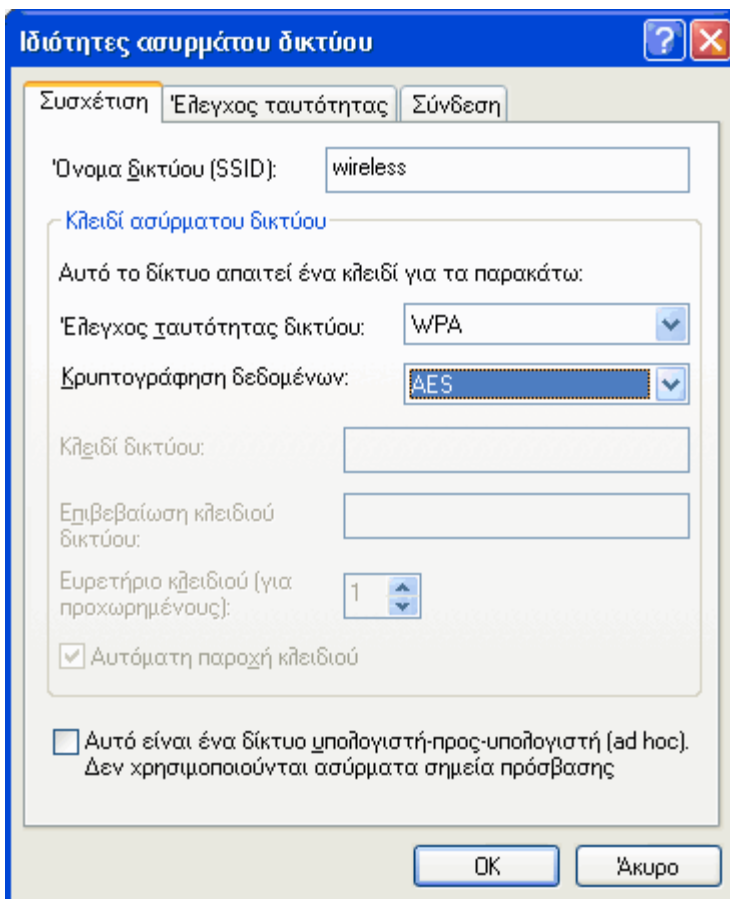 Ιδιότητες ασυρμάτου δικτύου
Συσχέτιση Έλεγχος ταυτότητας Σύνδεση
Όνομα δικτύου (SSID): wireless
Κλειδί ασύρματου δικτύου
Αυτό το δίκτυο απαιτεί ένα κλειδί για τα παρακάτω:
Έλεγχος ταυτότητας δικτύου: WPA
Κρυπτογράφηση δεδομένων: AES
Κλειδί δικτύου:
Επιβεβαίωση κλειδιού
δικτύου:
Ευρετήριο κλειδιού (για
προχωρημένους): 1
Αυτόματη παροχή κλειδιού
Αυτό είναι ένα δίκτυο υπολογιστή-προς-υπολογιστή (ad hoc).
Δεν χρησιμοποιούνται ασύρματα σημεία πρόσβασης
OK Άκυρο